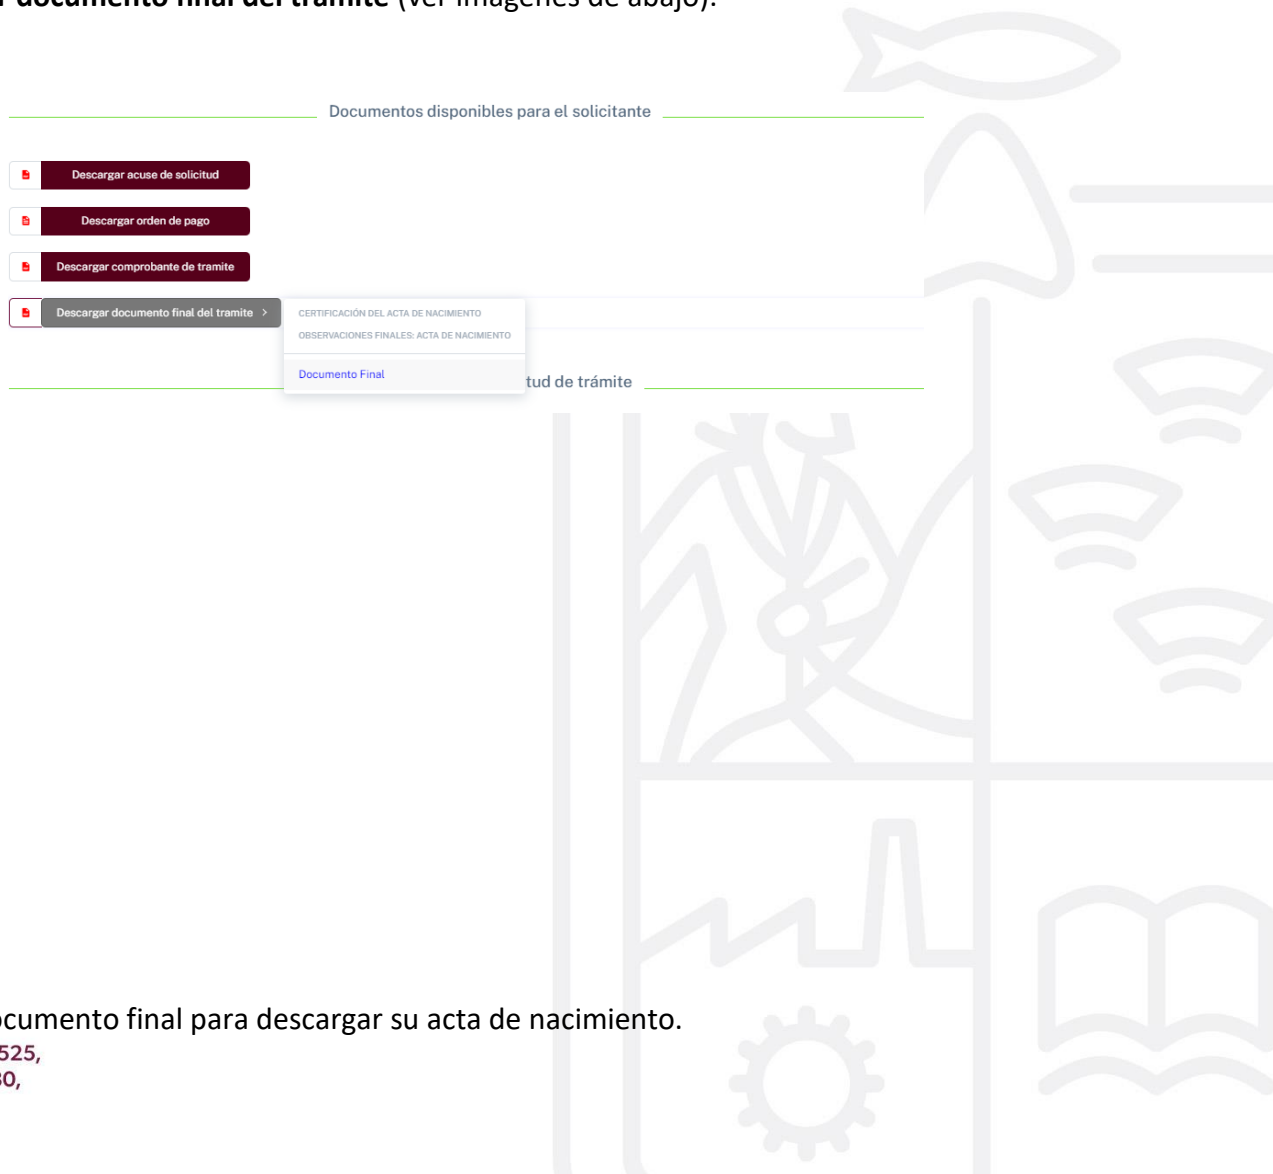 documento final del trámite (ver imágenes de abajo):
Documentos disponibles para el solicitante
Descargar acuse de solicitud
Descargar orden de pago
Descargar comprobante de tramite
Descargar documento final del tramite >
CERTIFICACIÓN DEL ACTA DE NACIMIENTO
OBSERVACIONES FINALES: ACTA DE NACIMIENTO
Documento Final
tud de trámite
ocumento final para descargar su acta de nacimiento.
525,
30,